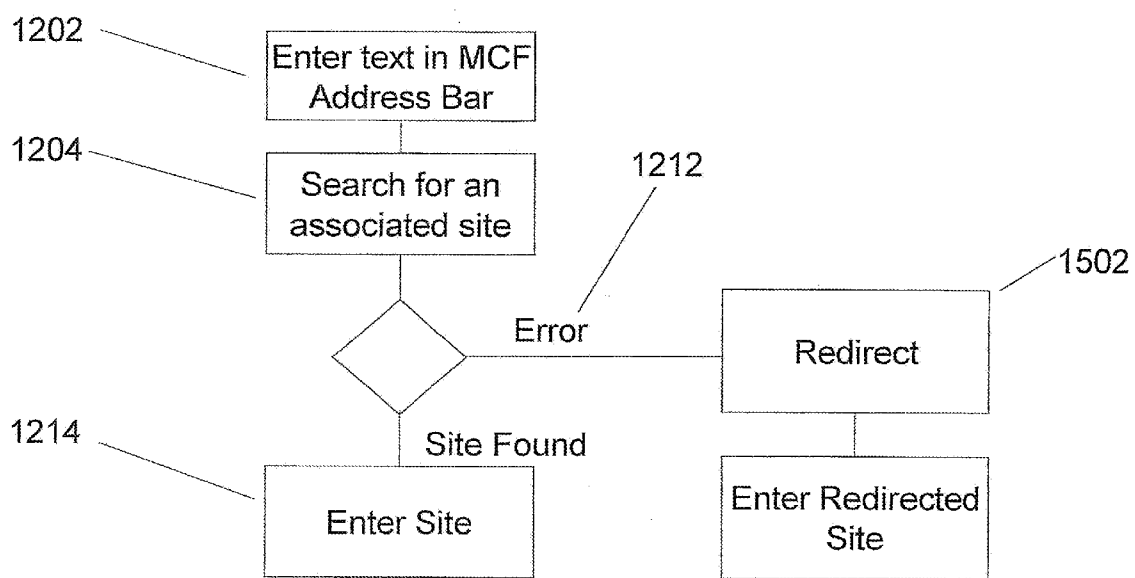 1202
Enter text in MCF
Address Bar
1204
Search for an
associated site
1212
1502
Error
Redirect
1214
Site Found
Enter Site
Enter Redirected
Site